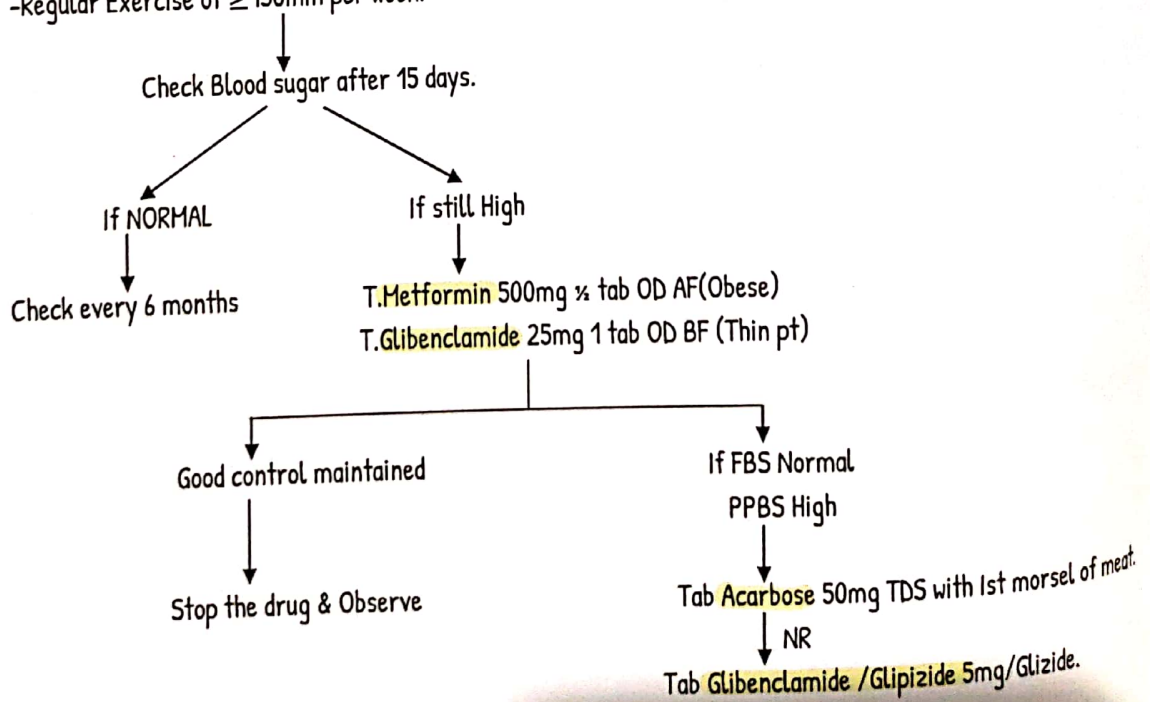 -Regular Exercise of ≥ 150min per week.
Check Blood sugar after 15 days.
If NORMAL
If still High
Check every 6 months
T.Metformin 500mg ½ tab OD AF(Obese)
T.Glibenclamide 25mg 1 tab OD BF (Thin pt)
Good control maintained
If FBS Normal
PPBS High
Stop the drug & Observe
Tab Acarbose 50mg TDS with 1st morsel of meat.
NR
Tab Glibenclamide /Glipizide 5mg/Glizide.